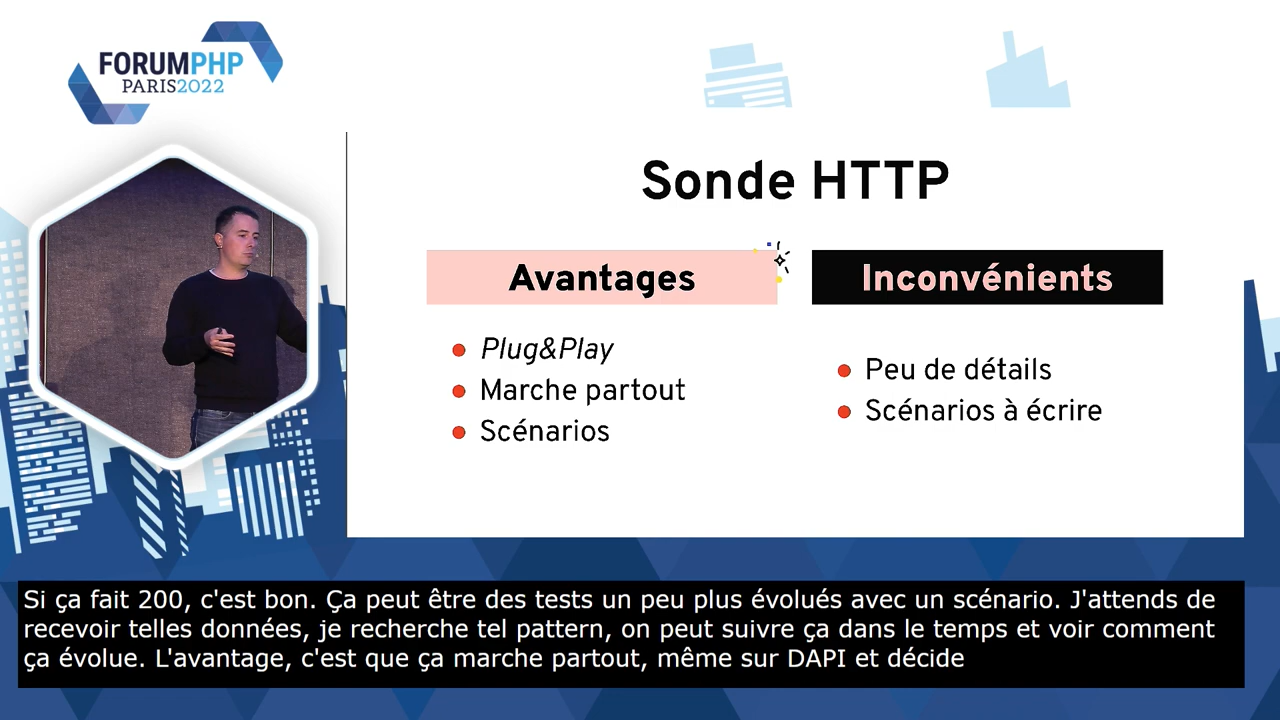 FORUMPHP
PARIS2022
Sonde HTTP
Avantages
Plug&Play
Marche partout
Scénarios
Inconvénients
Peu de détails
Scénarios à écrire
Si ça fait 200, c'est bon. Ça peut être des tests un peu plus évolués avec un scénario. J'attends de
recevoir telles données, je recherche tel pattern, on peut suivre ça dans le temps et voir comment
ça évolue. L'avantage, c'est que ça marche partout, même sur DAPI et décide